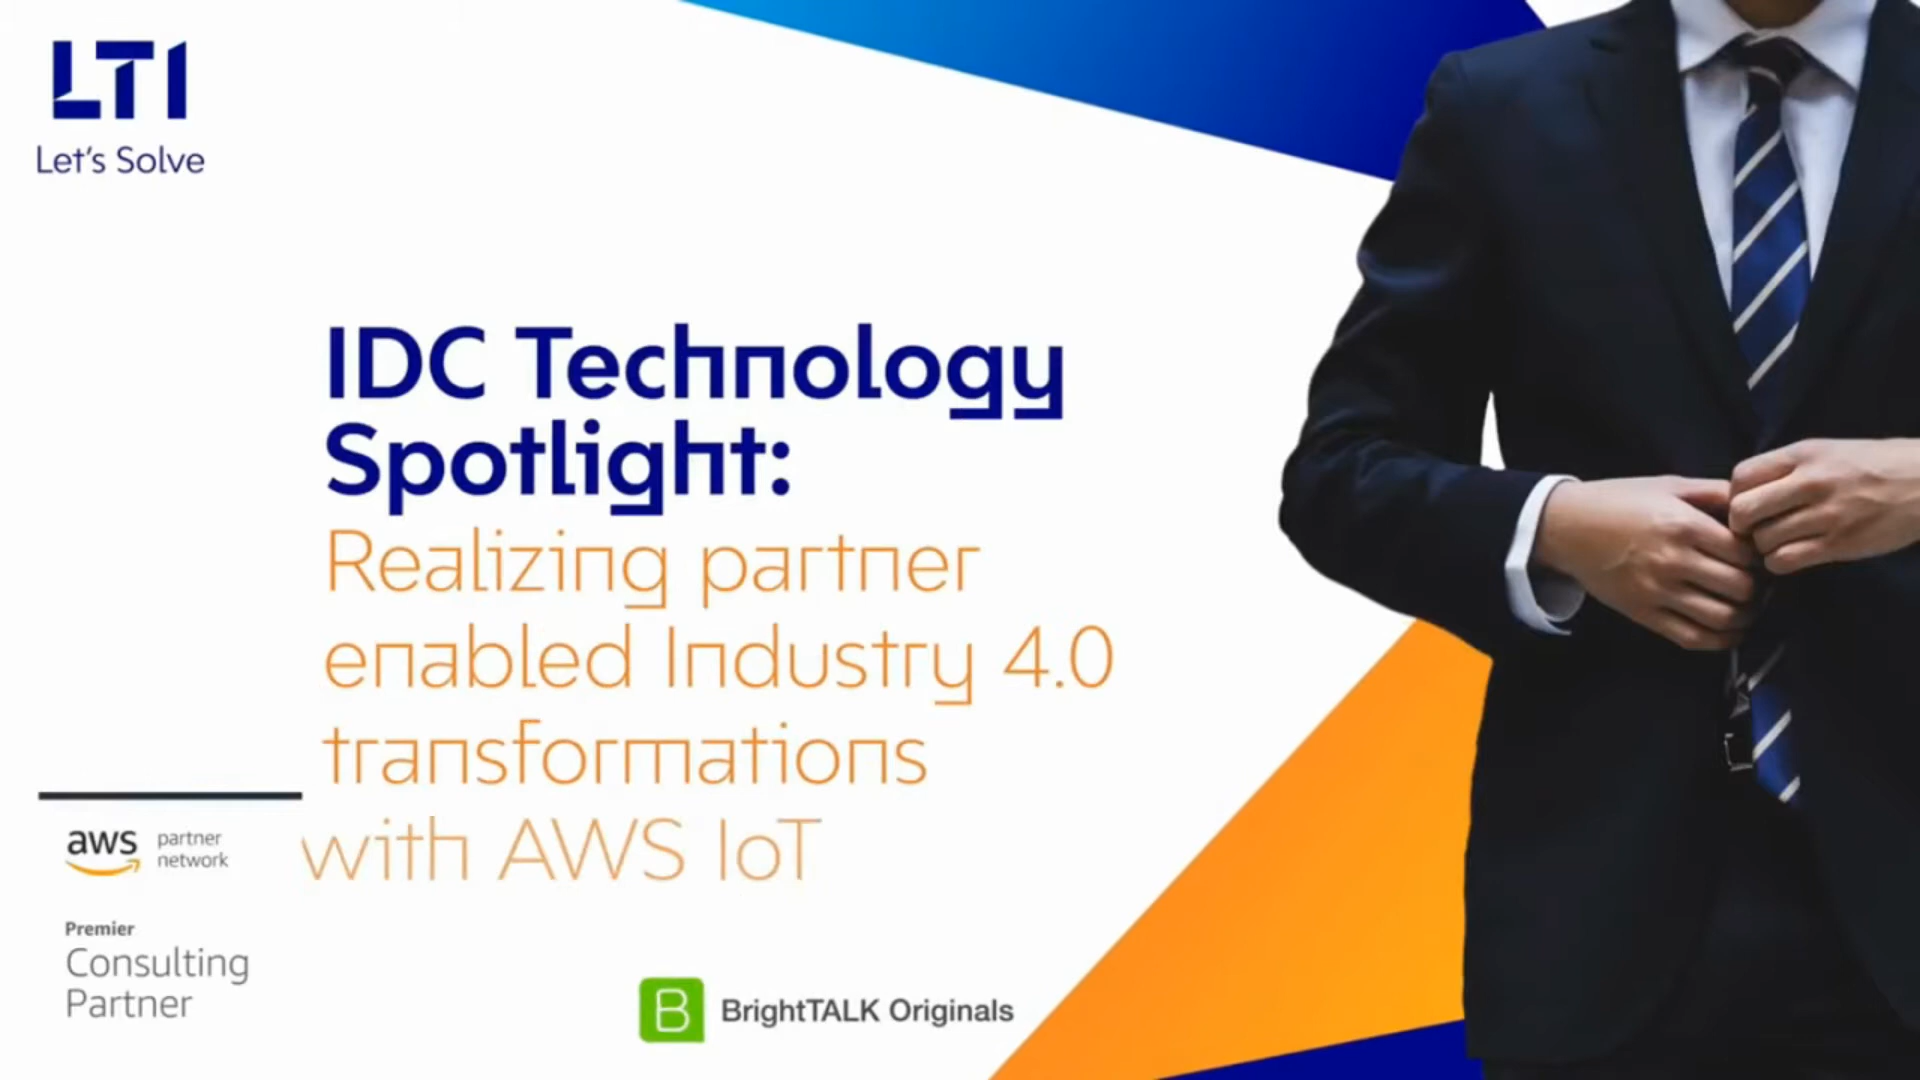 LTI
Let's Solve
IDC Technology
Spotlight:
Realizing partner
enabled Industry 4.0
transformations
with AWS IoT
aws partner
network
Premier
Consulting
Partner
B BrightTALK Originals